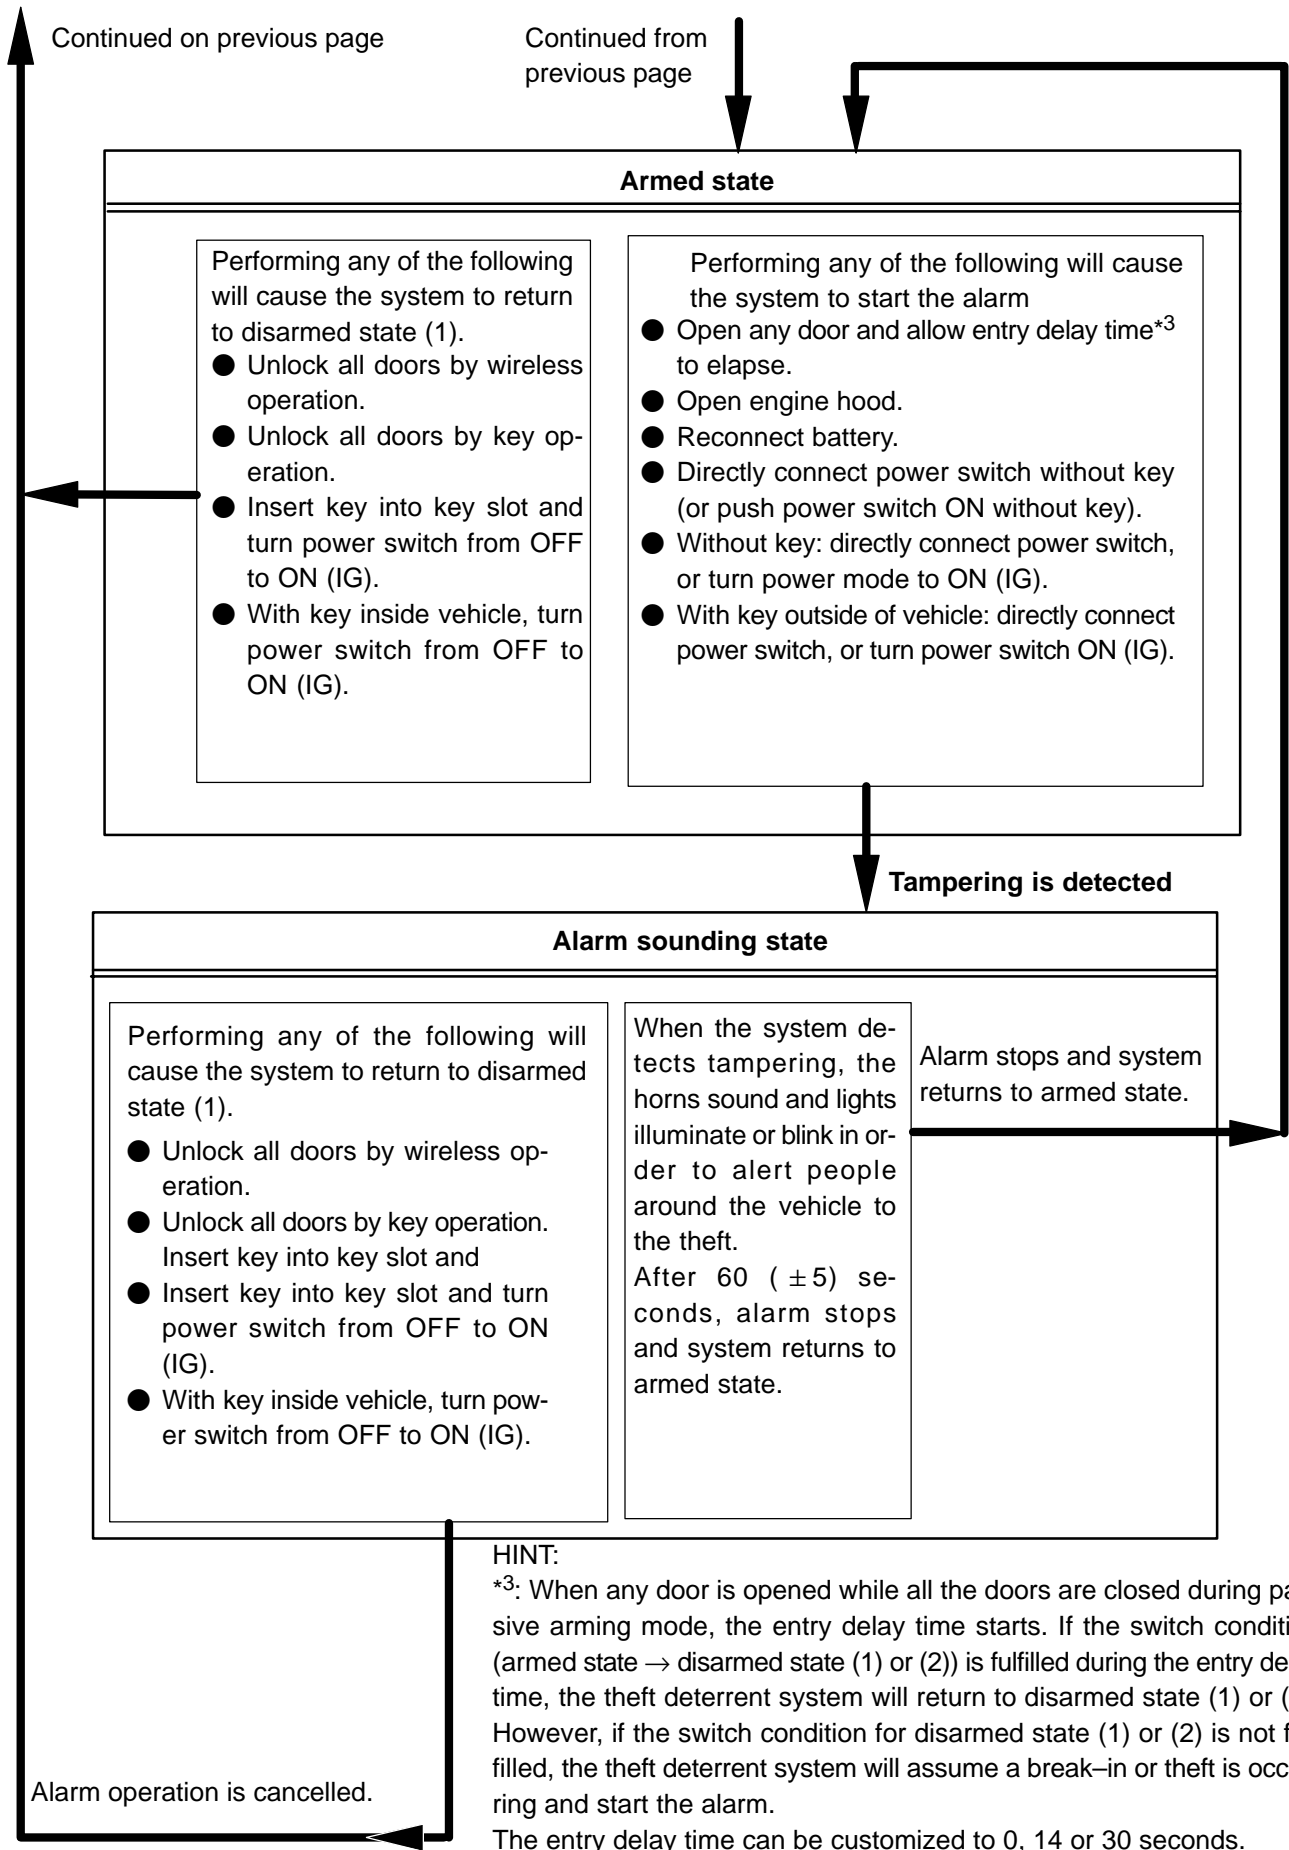 Continued on previous page
Continued from
previous page
Armed state
Performing any of the following
will cause the system to return
to disarmed state (1).
● Unlock all doors by wireless
operation.
● Unlock all doors by key op-
eration.
● Insert key into key slot and
turn power switch from OFF
to ON (IG).
● With key inside vehicle, turn
power switch from OFF to
ON (IG).
Performing any of the following will cause
the system to start the alarm
● Open any door and allow entry delay time*3
to elapse.
● Open engine hood.
● Reconnect battery.
● Directly connect power switch without key
(or push power switch ON without key).
● Without key: directly connect power switch,
or turn power mode to ON (IG).
● With key outside of vehicle: directly connect
power switch, or turn power switch ON (IG).
Tampering is detected
Alarm sounding state
Performing any of the following will
cause the system to return to disarmed
state (1).
● Unlock all doors by wireless op-
eration.
● Unlock all doors by key operation.
Insert key into key slot and
● Insert key into key slot and turn
power switch from OFF to ON
(IG).
● With key inside vehicle, turn pow-
er switch from OFF to ON (IG).
When the system de-
tects tampering, the
horns sound and lights
illuminate or blink in or-
der to alert people
around the vehicle to
the theft.
After 60 (±5) se-
conds, alarm stops
and system returns to
armed state.
Alarm stops and system
returns to armed state.
HINT:
*3: When any door is opened while all the doors are closed during pa
sive arming mode, the entry delay time starts. If the switch conditi
(armed state → disarmed state (1) or (2)) is fulfilled during the entry de
time, the theft deterrent system will return to disarmed state (1) or (
However, if the switch condition for disarmed state (1) or (2) is not f
filled, the theft deterrent system will assume a break–in or theft is occ
ring and start the alarm.
The entry delay time can be customized to 0, 14 or 30 seconds.
Alarm operation is cancelled.